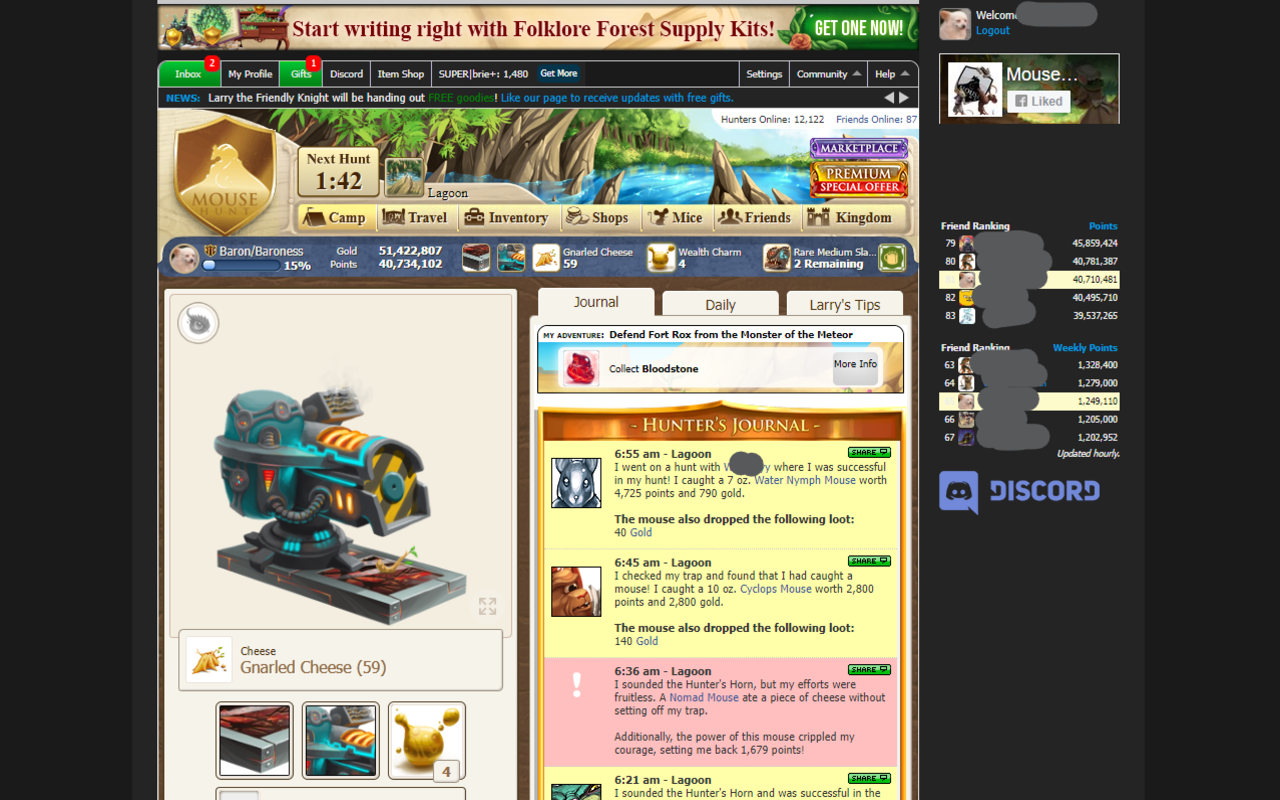 Start writing right with Folklore Forest Supply Kits!
GET ONE NOW!
Inbox 2
My Profile
Gifts 1
Discord
Item Shop
SUPER|brie+: 1,480
Get More
Settings
Community
Help
NEWS: Larry the Friendly Knight will be handing out FREE goodies! Like our page to receive updates with free gifts.
Hunters Online: 12,122 Friends Online: 87
MOUSE
HUNT
Next Hunt
1:42
Lagoon
MARKETPLACE
PREMIUM
SPECIAL OFFER
Camp
Travel
Inventory
Shops
Mice
Friends
Kingdom
Baron/Baroness
15%
Gold 51,422,807
Points 40,734,102
Gnarled Cheese
59
Wealth Charm
4
Rare Medium Sla...
2 Remaining
Cheese
Gnarled Cheese (59)
4
Journal
Daily
Larry's Tips
MY ADVENTURE: Defend Fort Rox from the Monster of the Meteor
Collect Bloodstone
More Info
- HUNTER'S JOURNAL -
6:55 am - Lagoon
SHARE
I went on a hunt with where I was successful
in my hunt! I caught a 7 oz. Water Nymph Mouse worth
4,725 points and 790 gold.
The mouse also dropped the following loot:
40 Gold
6:45 am - Lagoon
SHARE
I checked my trap and found that I had caught a
mouse! I caught a 10 oz. Cyclops Mouse worth 2,800
points and 2,800 gold.
The mouse also dropped the following loot:
140 Gold
6:36 am - Lagoon
SHARE
!
I sounded the Hunter's Horn, but my efforts were
fruitless. A Nomad Mouse ate a piece of cheese without
setting off my trap.
Additionally, the power of this mouse crippled my
courage, setting me back 1,679 points!
6:21 am - Lagoon
SHARE
I sounded the Hunter's Horn and was successful in the
Welcome
Logout
Mouse...
Liked
Friend Ranking Points
79 45,859,424
80 40,781,387
40,710,481
82 40,495,710
83 39,537,265
Friend Ranking Weekly Points
63 1,328,400
64 1,279,000
1,249,110
66 1,205,000
67 1,202,952
Updated hourly.
DISCORD